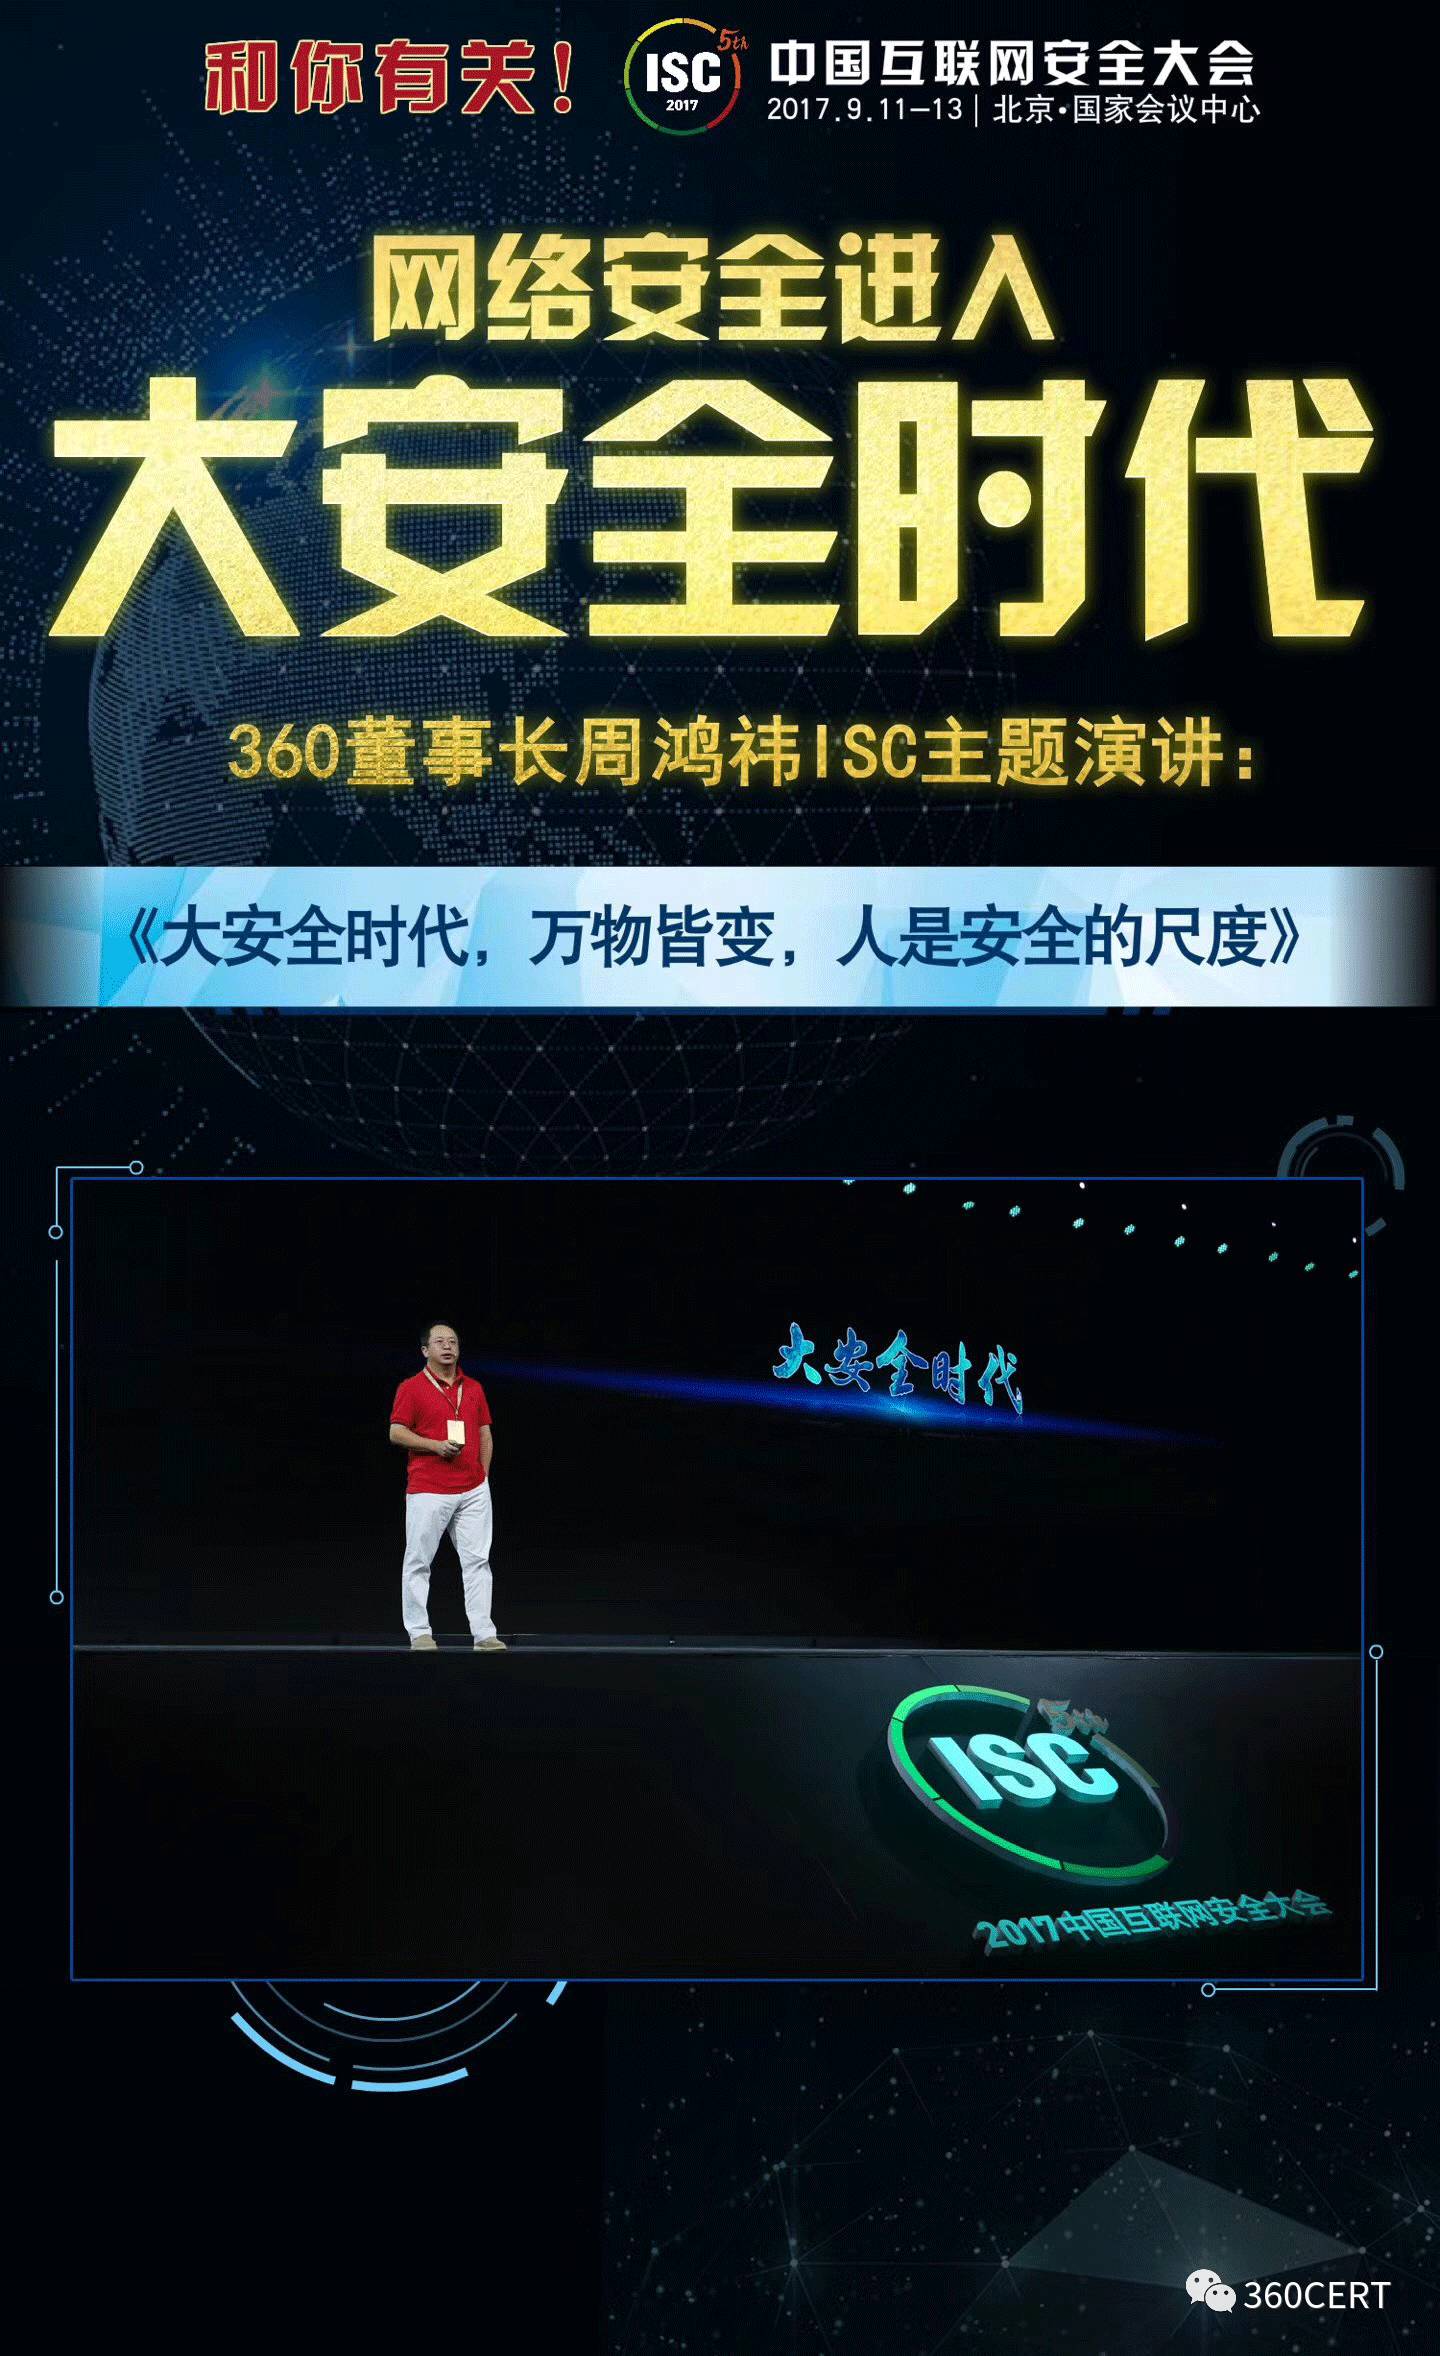 和你有关！
ISC
5th
2017
中国互联网安全大会
2017.9.11-13 | 北京·国家会议中心
网络安全进入
大安全时代
360董事长周鸿祎ISC主题演讲：
《大安全时代，万物皆变，人是安全的尺度》
大安全时代
5th
ISC
2017中国互联网安全大会
360CERT